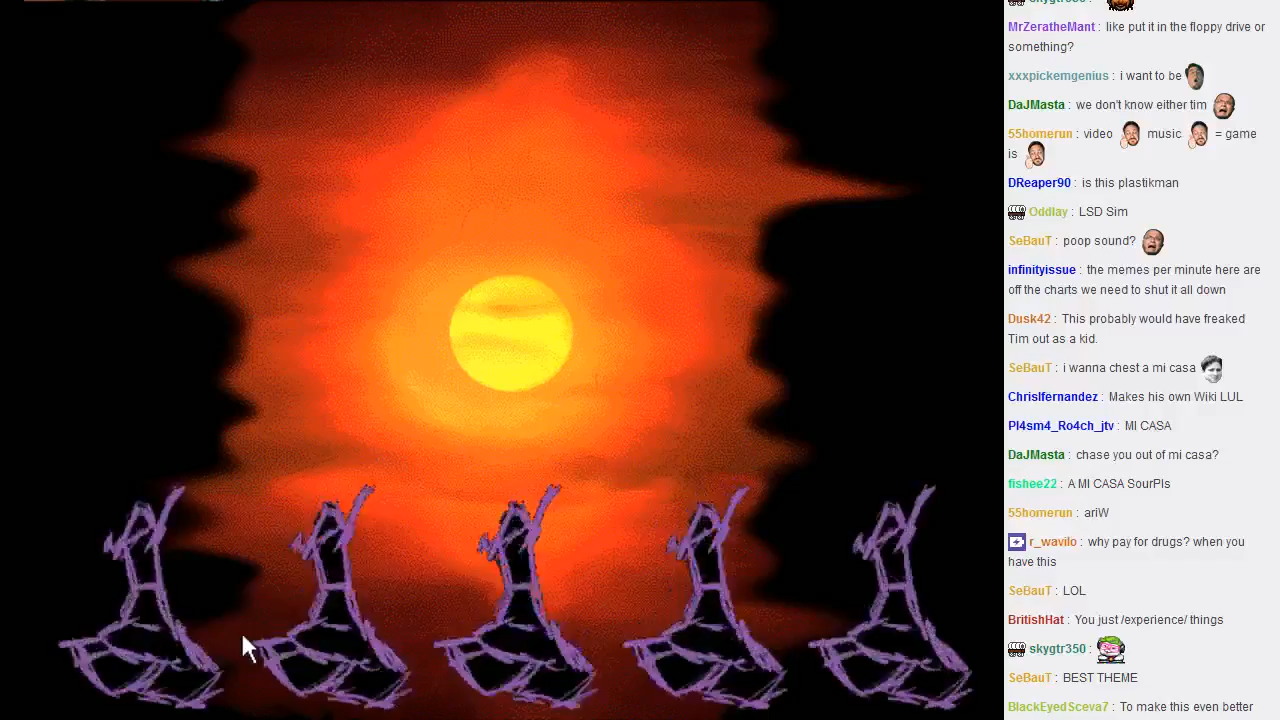 skygtr350 :
MrZeratheMant : like put it in the floppy drive or
something?
xxxpickemgenius : i want to be
DaJMasta : we don't know either tim
55homerun : video music = game
is
DReaper90 : is this plastikman
Oddlay : LSD Sim
SeBauT : poop sound?
infinityissue : the memes per minute here are
off the charts we need to shut it all down
Dusk42 : This probably would have freaked
Tim out as a kid.
SeBauT : i wanna chest a mi casa
Chrislfernandez : Makes his own Wiki LUL
Pl4sm4_Ro4ch_jtv : MI CASA
DaJMasta : chase you out of mi casa?
fishee22 : A MI CASA SourPls
55homerun : ariW
r_wavilo : why pay for drugs? when you
have this
SeBauT : LOL
BritishHat : You just /experience/ things
skygtr350 :
SeBauT : BEST THEME
BlackEyedSceva7 : To make this even better